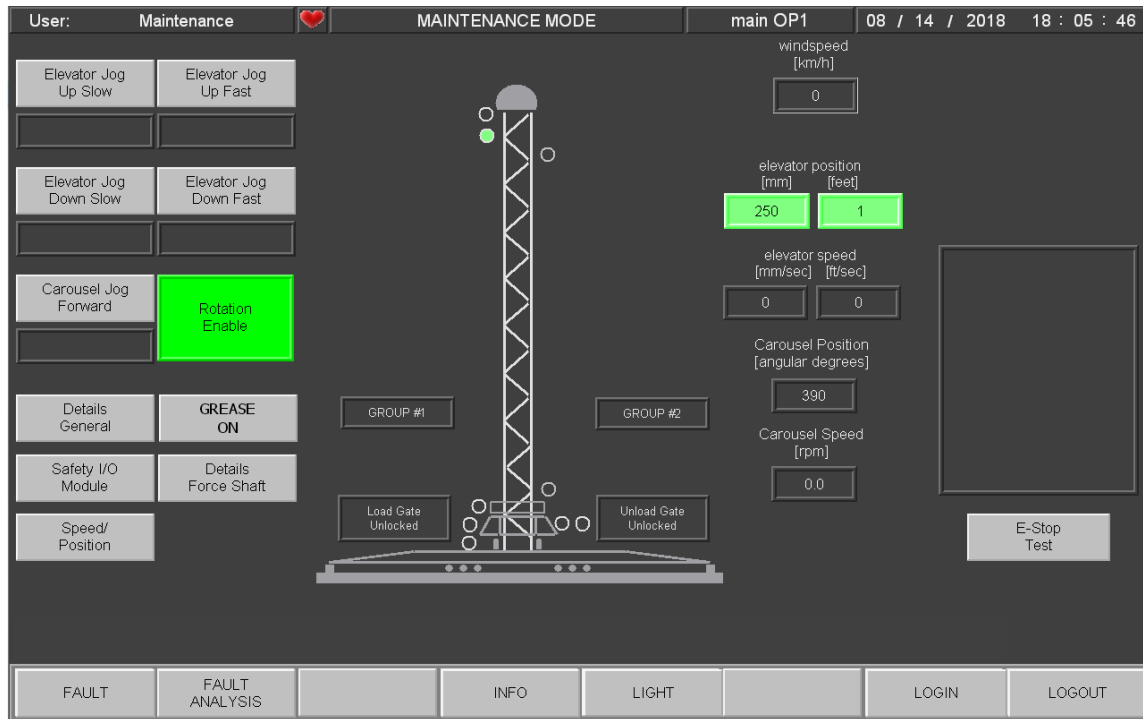 User: Maintenance
MAINTENANCE MODE
main OP1
08 / 14 / 2018 18 : 05 : 46
Elevator Jog
Up Slow
Elevator Jog
Up Fast
Elevator Jog
Down Slow
Elevator Jog
Down Fast
Carousel Jog
Forward
Rotation
Enable
Details
General
GREASE
ON
Safety I/O
Module
Details
Force Shaft
Speed/
Position
GROUP #1
GROUP #2
Load Gate
Unlocked
Unload Gate
Unlocked
windspeed
[km/h]
0
elevator position
[mm] [feet]
250 1
elevator speed
[mm/sec] [ft/sec]
0 0
Carousel Position
[angular degrees]
390
Carousel Speed
[rpm]
0.0
E-Stop
Test
FAULT
FAULT
ANALYSIS
INFO
LIGHT
LOGIN
LOGOUT